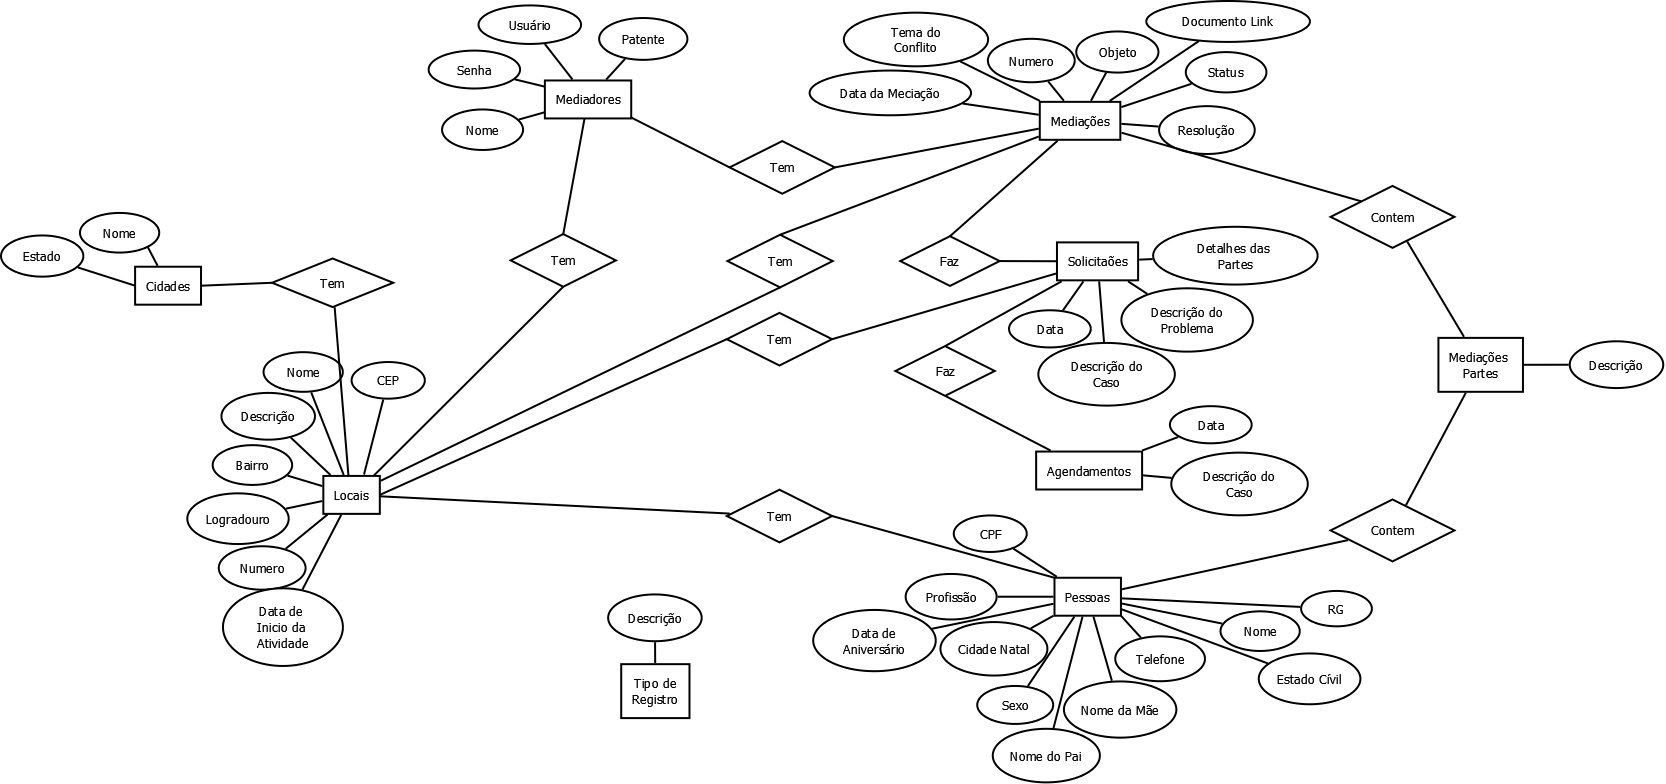 Usuário
Patente
Senha
Mediadores
Nome
Tema do
Conflito
Numero
Objeto
Documento Link
Status
Data da Meciação
Mediações
Resolução
Tem
Contem
Nome
Estado
Cidades
Tem
Tem
Tem
Faz
Solicitaões
Detalhes das
Partes
Data
Descrição do
Problema
Tem
Descrição do
Caso
Faz
Mediações
Partes
Descrição
Nome
CEP
Descrição
Bairro
Locais
Logradouro
Numero
Data de
Inicio da
Atividade
Data
Agendamentos
Descrição do
Caso
Tem
Contem
CPF
Profissão
Pessoas
RG
Data de
Aniversário
Cidade Natal
Nome
Telefone
Estado Cívil
Sexo
Nome da Mãe
Nome do Pai
Descrição
Tipo de
Registro